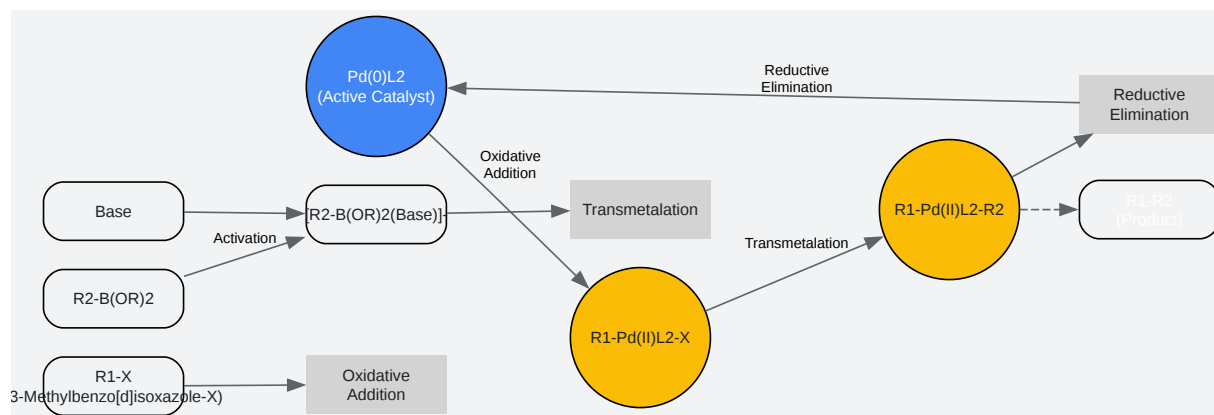 Pd(0)L2
(Active Catalyst)
Reductive
Elimination
Reductive
Elimination
Oxidative
Addition
Base
[R2-B(OR)2(Base)]-
Transmetalation
R1-Pd(II)L2-R2
R1-R2
(Product)
Activation
Transmetalation
R2-B(OR)2
R1-Pd(II)L2-X
R1-X
3-Methylbenzo[d]isoxazole-X)
Oxidative
Addition